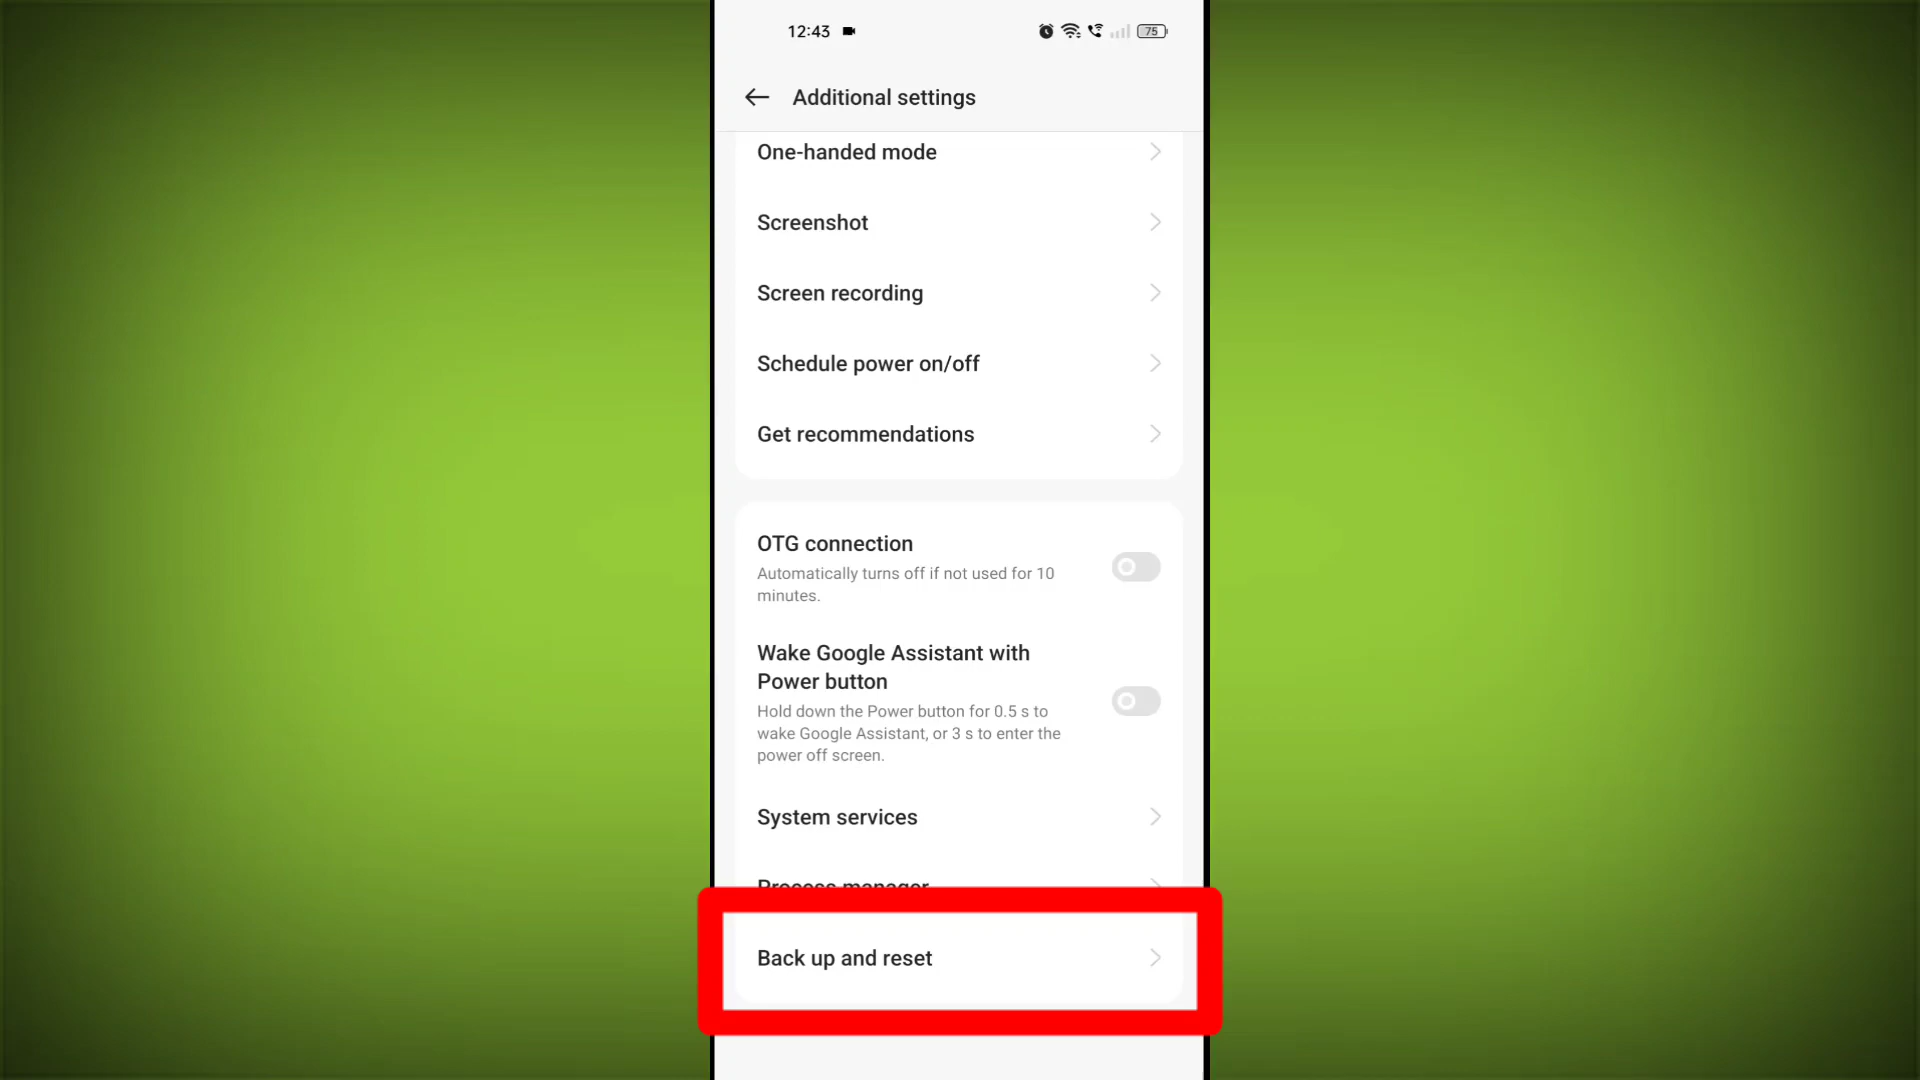 12:43
75
Additional settings
One-handed mode
Screenshot
Screen recording
Schedule power on/off
Get recommendations
OTG connection
Automatically turns off if not used for 10
minutes.
Wake Google Assistant with
Power button
Hold down the Power button for 0.5 s to
wake Google Assistant, or 3 s to enter the
power off screen.
System services
Process manager
Back up and reset